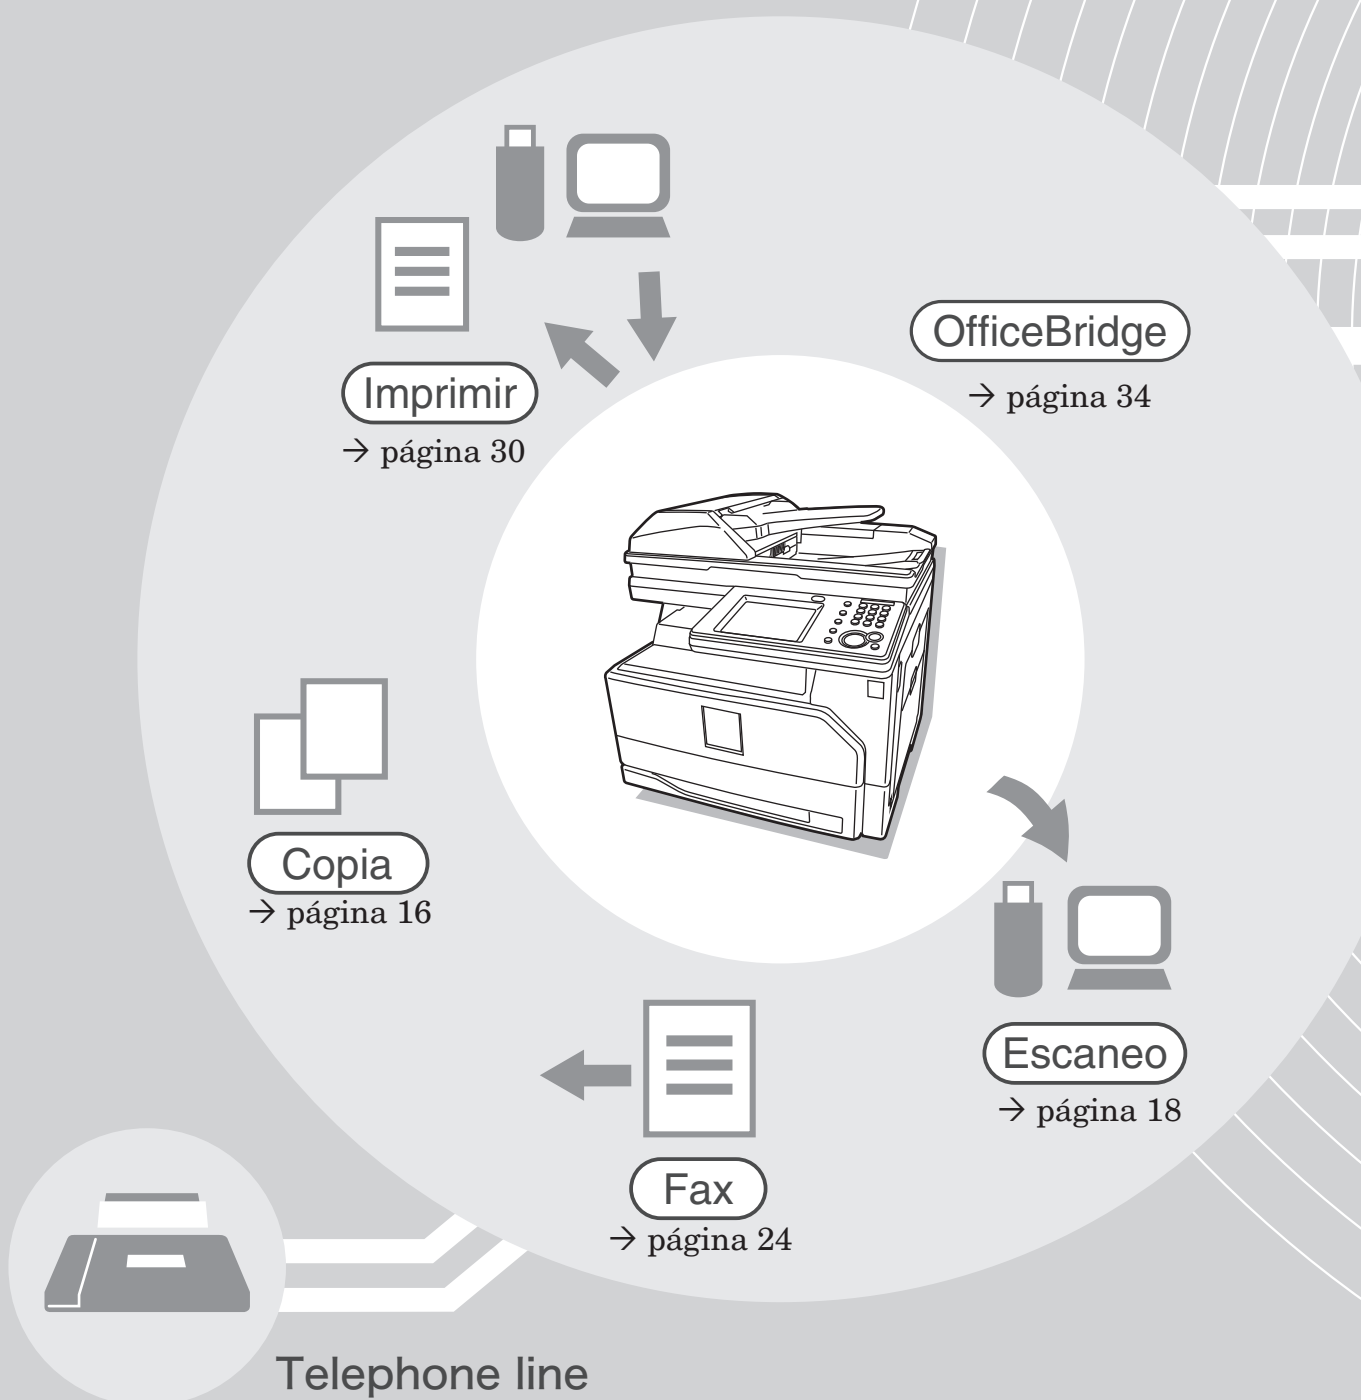 OfficeBridge
→ página 34
Imprimir
→ página 30
Copia
→ página 16
Escaneo
→ página 18
Fax
→ página 24
Telephone line